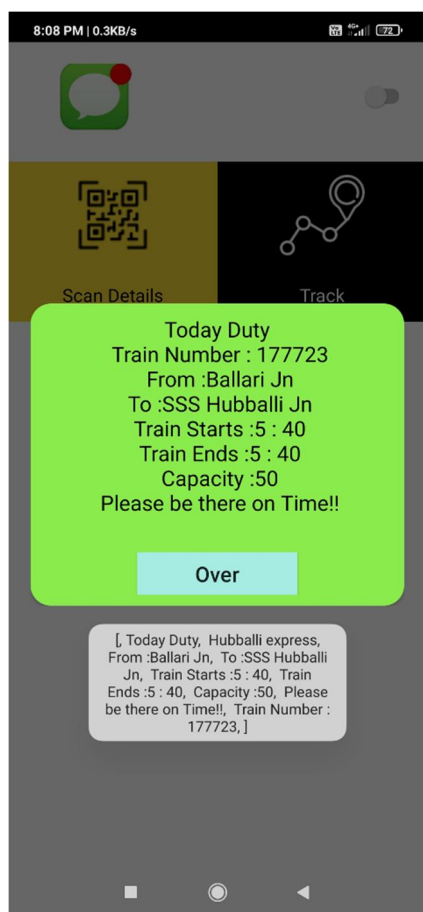 8:08 PM | 0.3KB/s
Vo LTE 4G+ 72
Scan Details
Track
Today Duty
Train Number : 177723
From :Ballari Jn
To :SSS Hubballi Jn
Train Starts :5 : 40
Train Ends :5 : 40
Capacity :50
Please be there on Time!!
Over
[, Today Duty,  Hubballi express,
From :Ballari Jn,  To :SSS Hubballi
Jn,  Train Starts :5 : 40,  Train
Ends :5 : 40,  Capacity :50,  Please
be there on Time!!,  Train Number :
177723, ]